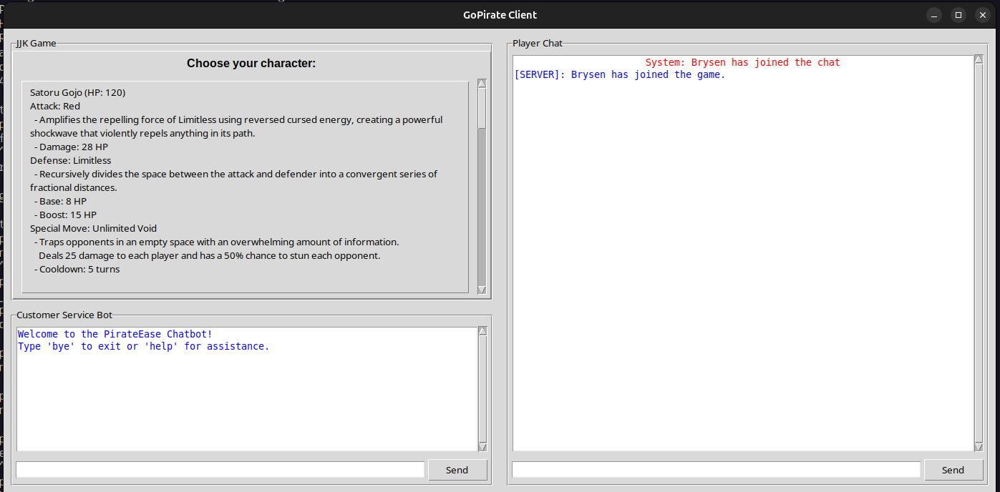 GoPirate Client
JJK Game
Choose your character:
Satoru Gojo (HP: 120)
Attack: Red
- Amplifies the repelling force of Limitless using reversed cursed energy, creating a powerful
shockwave that violently repels anything in its path.
- Damage: 28 HP
Defense: Limitless
- Recursively divides the space between the attack and defender into a convergent series of
fractional distances.
- Base: 8 HP
- Boost: 15 HP
Special Move: Unlimited Void
- Traps opponents in an empty space with an overwhelming amount of information.
Deals 25 damage to each player and has a 50% chance to stun each opponent.
- Cooldown: 5 turns
Customer Service Bot
Welcome to the PirateEase Chatbot!
Type 'bye' to exit or 'help' for assistance.
Send
Player Chat
System: Brysen has joined the chat
[SERVER]: Brysen has joined the game.
Send